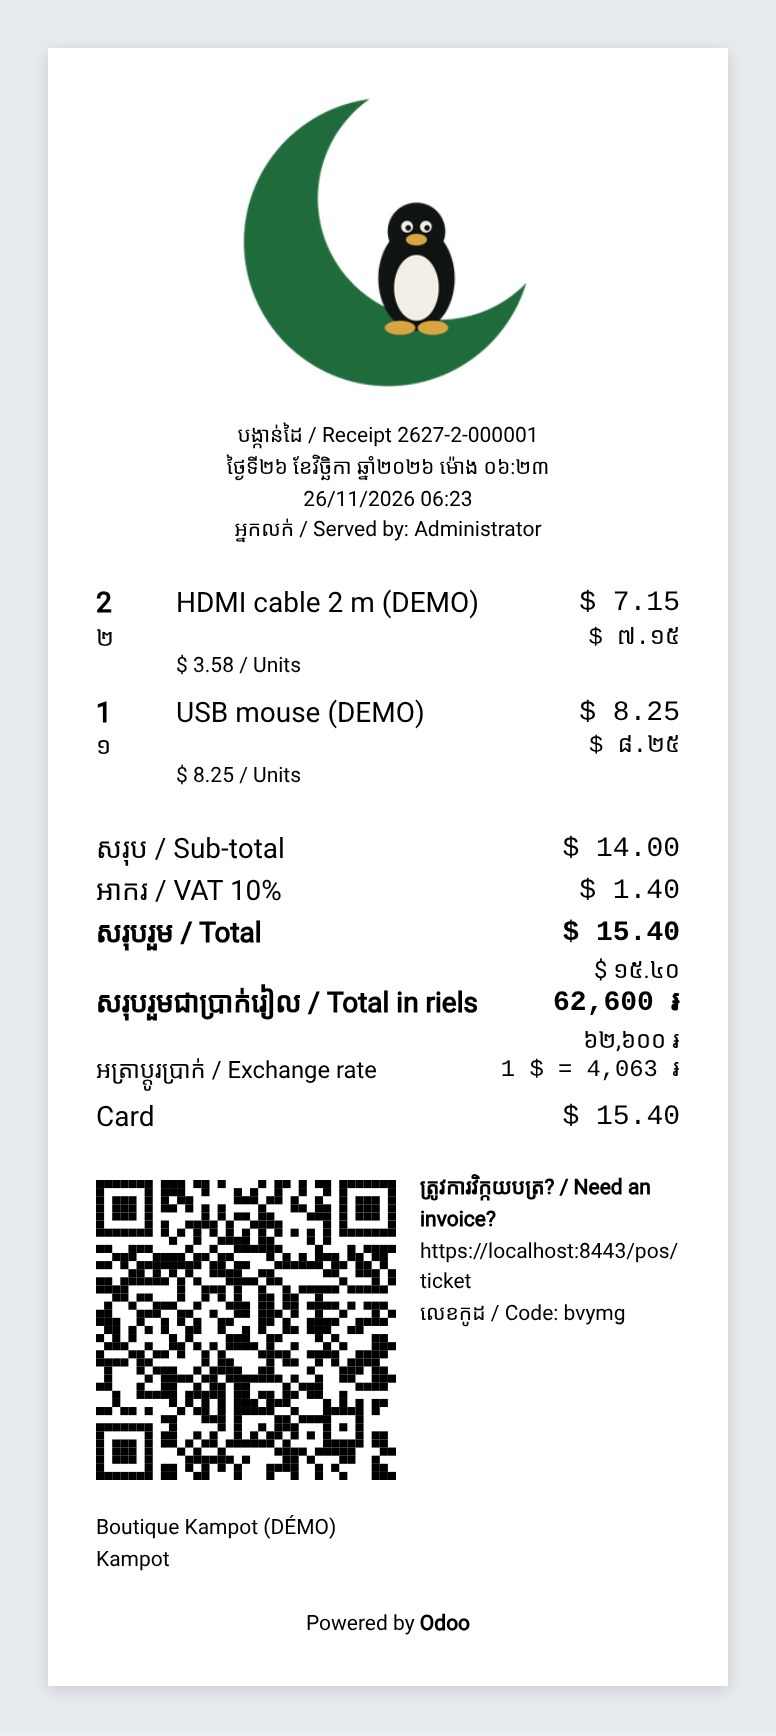 បង្កាន់ដៃ / Receipt 2627-2-000001
ថ្ងៃទី២៦ ខែវិច្ឆិកា ឆ្នាំ២០២៦ ម៉ោង ០៦:២៣
26/11/2026 06:23
អ្នកលក់ / Served by: Administrator
2 HDMI cable 2 m (DEMO) $ 7.15
២ $ ៧.១៥
$ 3.58 / Units
1 USB mouse (DEMO) $ 8.25
១ $ ៨.២៥
$ 8.25 / Units
សរុប / Sub-total $ 14.00
អាករ / VAT 10% $ 1.40
សរុបរួម / Total $ 15.40
$ ១៥.៤០
សរុបរួមជាប្រាក់រៀល / Total in riels 62,600 ៛
៦២,៦០០ ៛
អត្រាប្តូរប្រាក់ / Exchange rate 1 $ = 4,063 ៛
Card $ 15.40
ត្រូវការវិក្កយបត្រ? / Need an
invoice?
https://localhost:8443/pos/
ticket
លេខកូដ / Code: bvymg
Boutique Kampot (DÉMO)
Kampot
Powered by Odoo